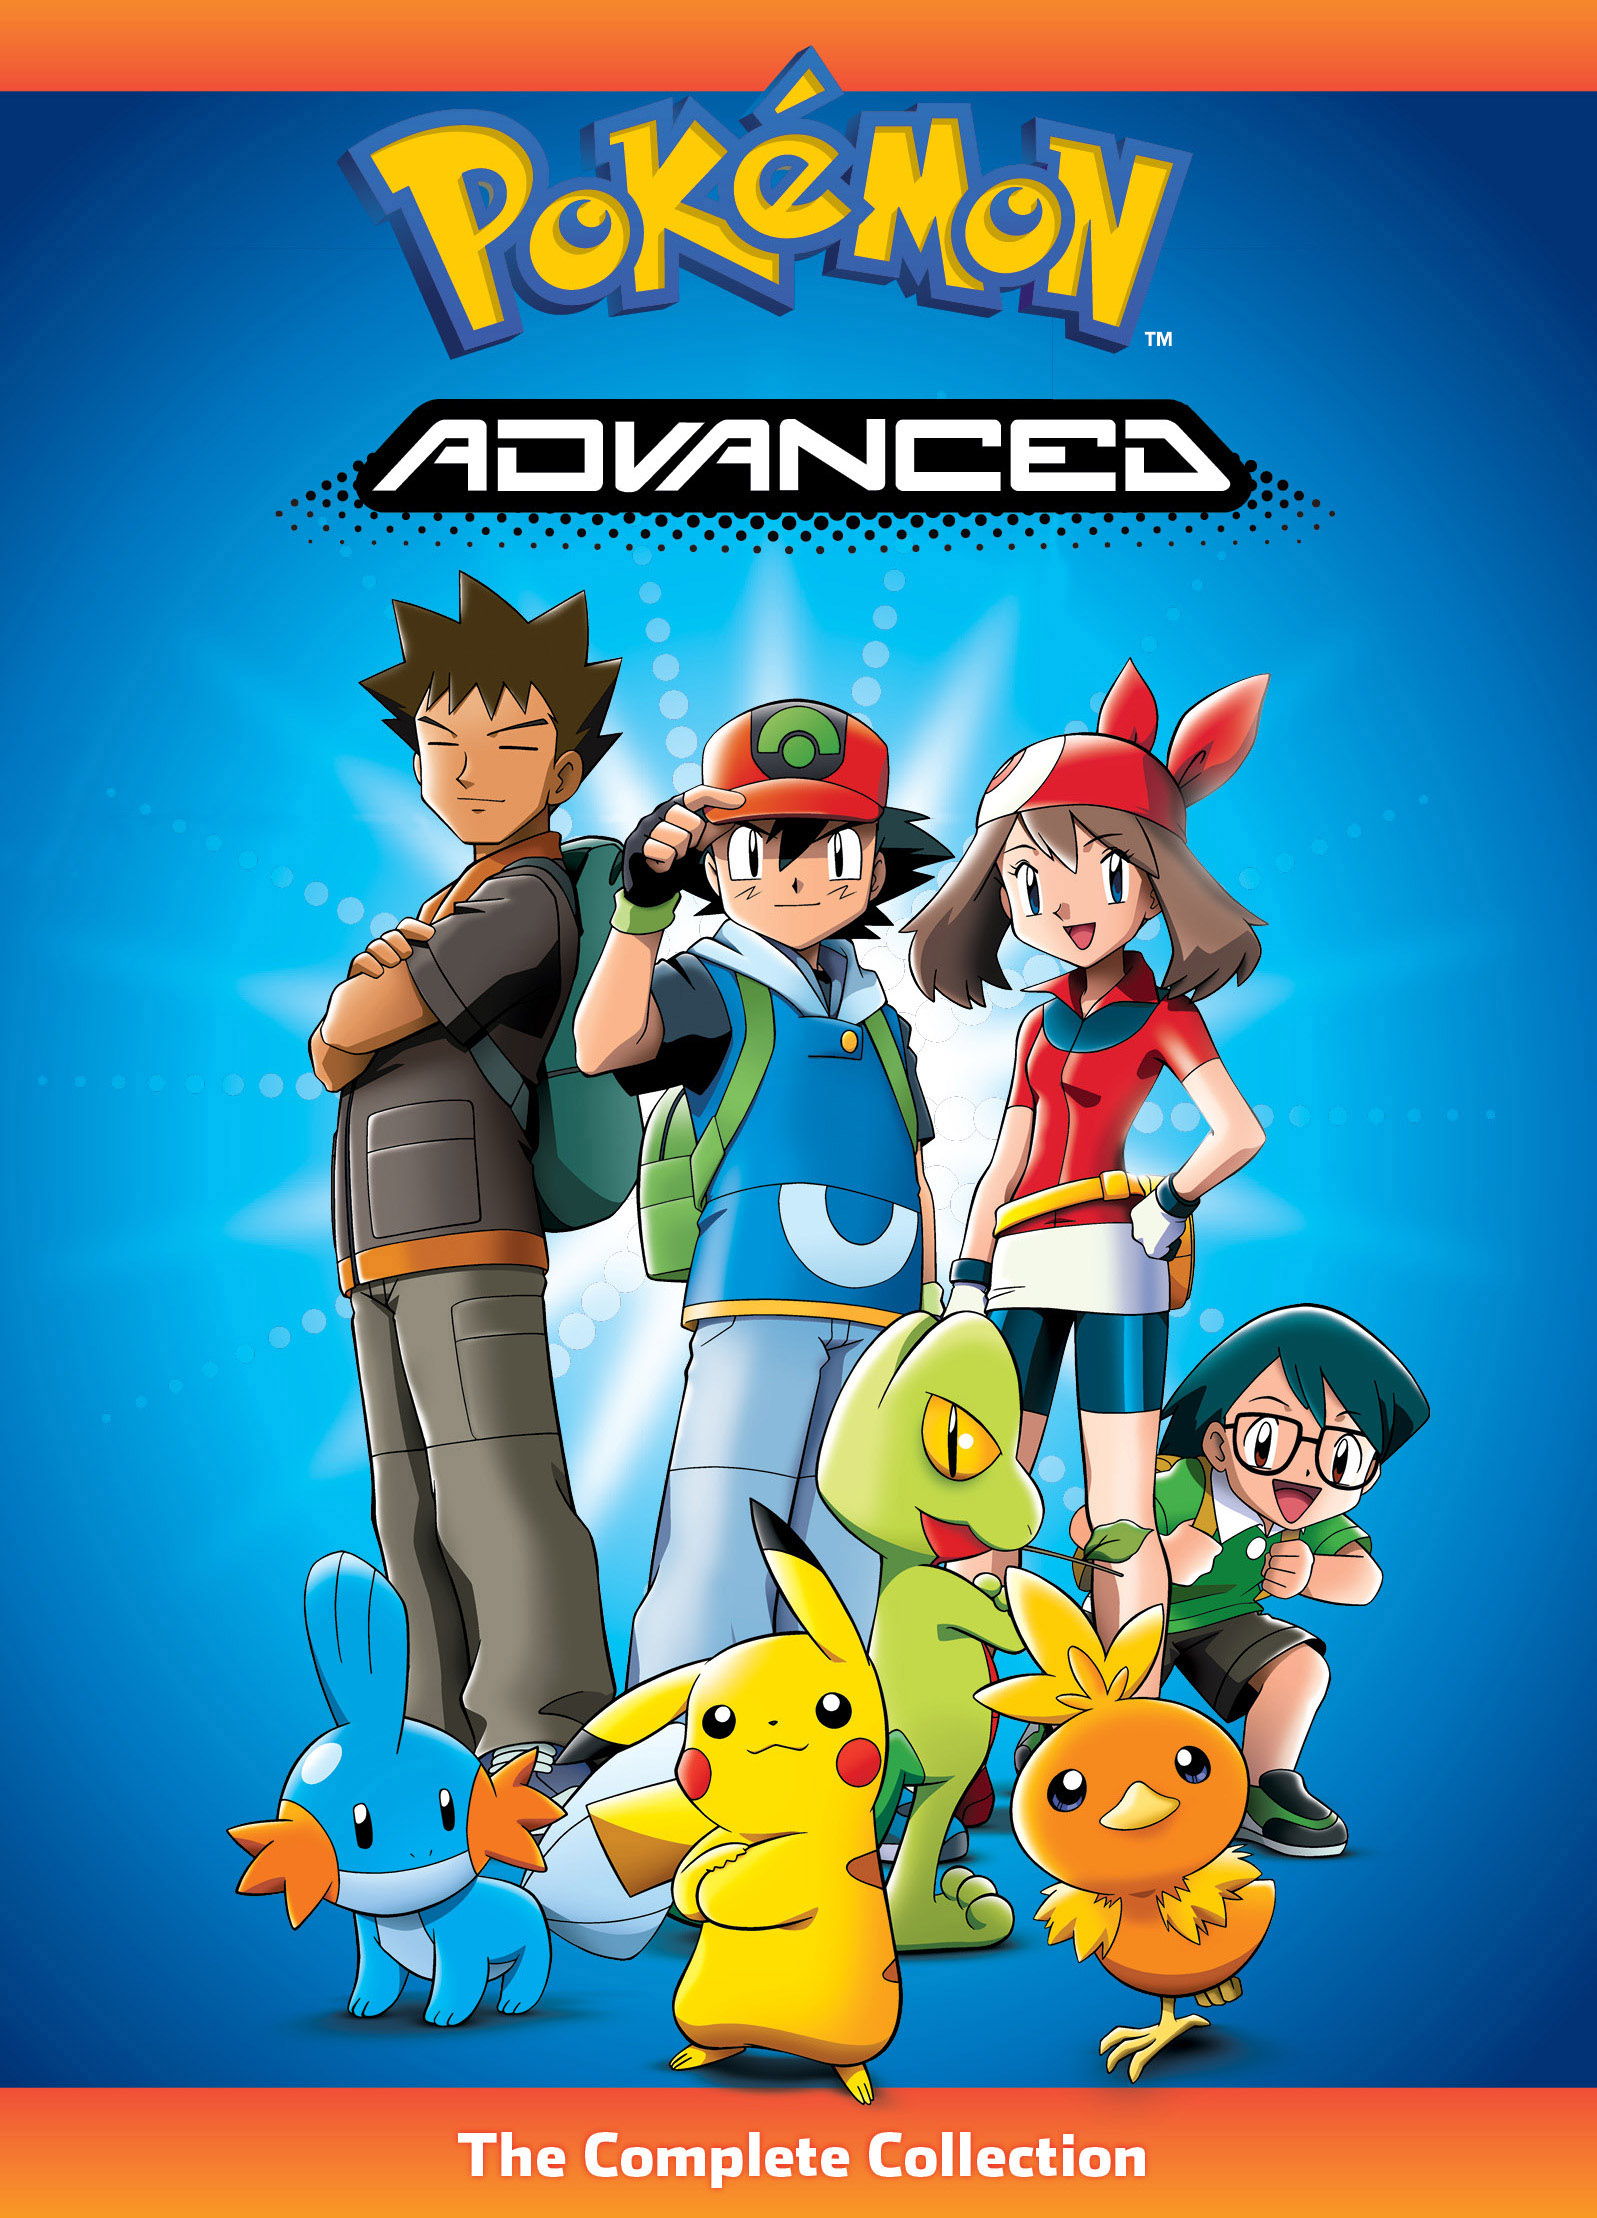 POKéMON
TM
ADVANCED
The Complete Collection